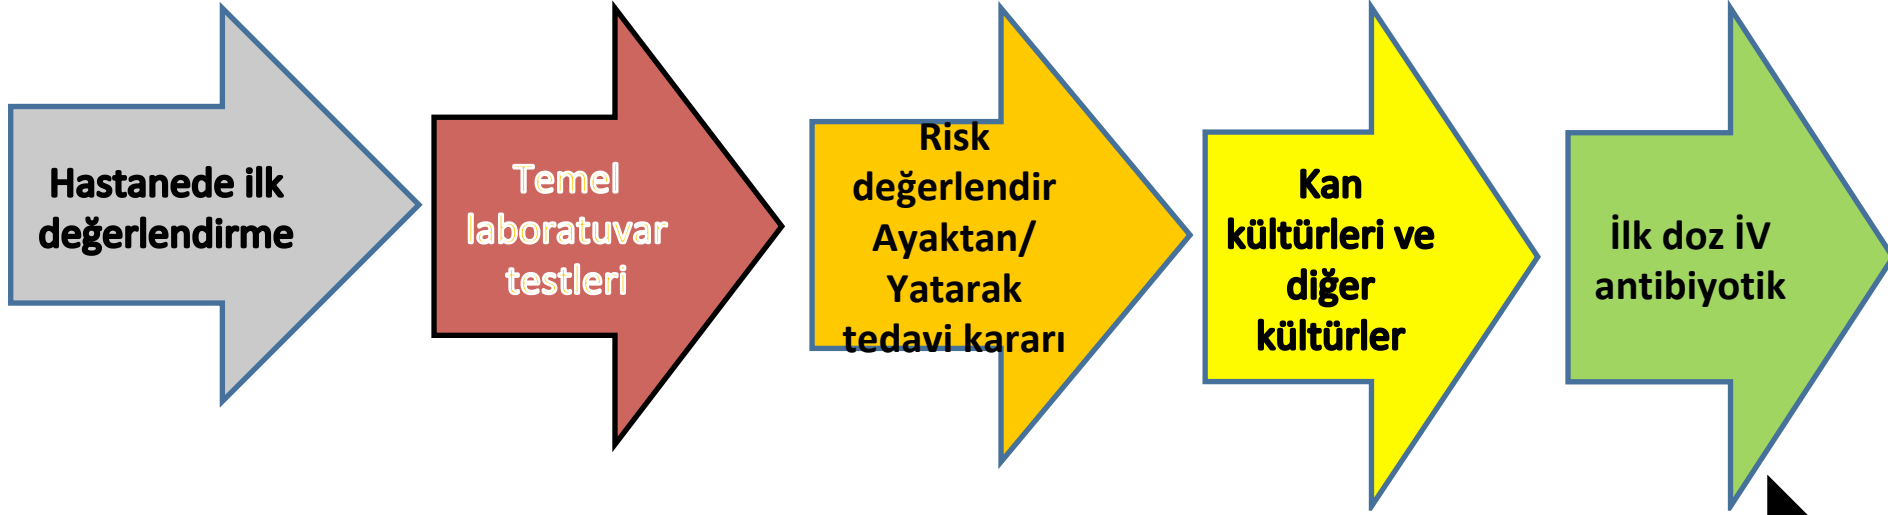 Hastanede ilk
değerlendirme
Temel
laboratuvar
testleri
Risk
değerlendir
Ayaktan/
Yatarak
tedavi kararı
Kan
kültürleri ve
diğer
kültürler
İlk doz İV
antibiyotik